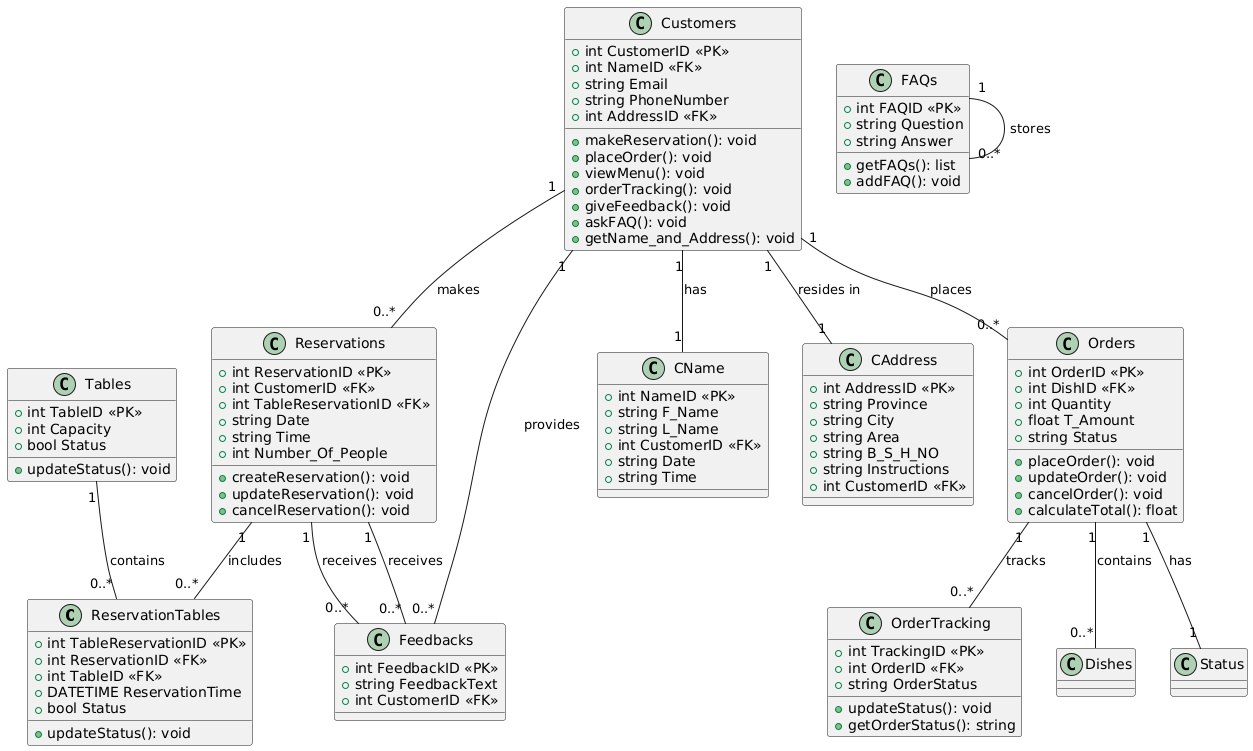 Customers
int CustomerID «PK»
int NameID «FK»
string Email
string PhoneNumber
int AddressID «FK»
makeReservation(): void
placeOrder(): void
viewMenu(): void
orderTracking(): void
giveFeedback(): void
askFAQ(): void
getName_and_Address(): void
FAQs
int FAQID «PK»
string Question
string Answer
getFAQs(): list
addFAQ(): void
1
stores
0..*
1
makes
0..*
1
provides
0..*
1
has
1
1
resides in
1
1
places
0..*
Tables
int TableID «PK»
int Capacity
bool Status
updateStatus(): void
Reservations
int ReservationID «PK»
int CustomerID «FK»
int TableReservationID «FK»
string Date
string Time
int Number_Of_People
createReservation(): void
updateReservation(): void
cancelReservation(): void
CName
int NameID «PK»
string F_Name
string L_Name
int CustomerID «FK»
string Date
string Time
CAddress
int AddressID «PK»
string Province
string City
string Area
string B_S_H_NO
string Instructions
int CustomerID «FK»
Orders
int OrderID «PK»
int DishID «FK»
int Quantity
float T_Amount
string Status
placeOrder(): void
updateOrder(): void
cancelOrder(): void
calculateTotal(): float
1
contains
0..*
1
includes
0..*
1
receives
0..*
1
receives
0..*
1
tracks
0..*
1
contains
0..*
1
has
1
ReservationTables
int TableReservationID «PK»
int ReservationID «FK»
int TableID «FK»
DATETIME ReservationTime
bool Status
updateStatus(): void
Feedbacks
int FeedbackID «PK»
string FeedbackText
int CustomerID «FK»
OrderTracking
int TrackingID «PK»
int OrderID «FK»
string OrderStatus
updateStatus(): void
getOrderStatus(): string
Dishes
Status